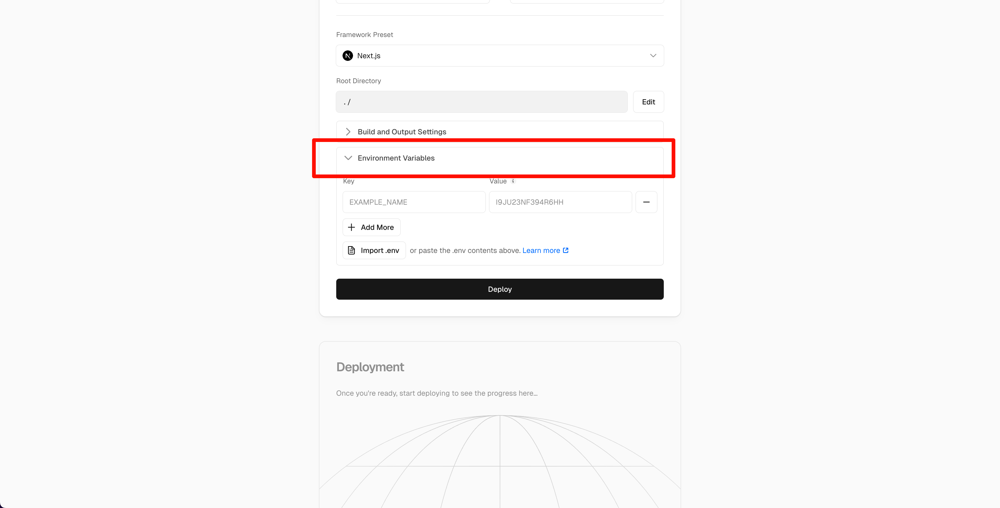 Framework Preset
Next.js
Root Directory
./
Edit
Build and Output Settings
Environment Variables
Key
Value
EXAMPLE_NAME
I9JU23NF394R6HH
Add More
Import .env
or paste the .env contents above. Learn more
Deploy
Deployment
Once you're ready, start deploying to see the progress here...